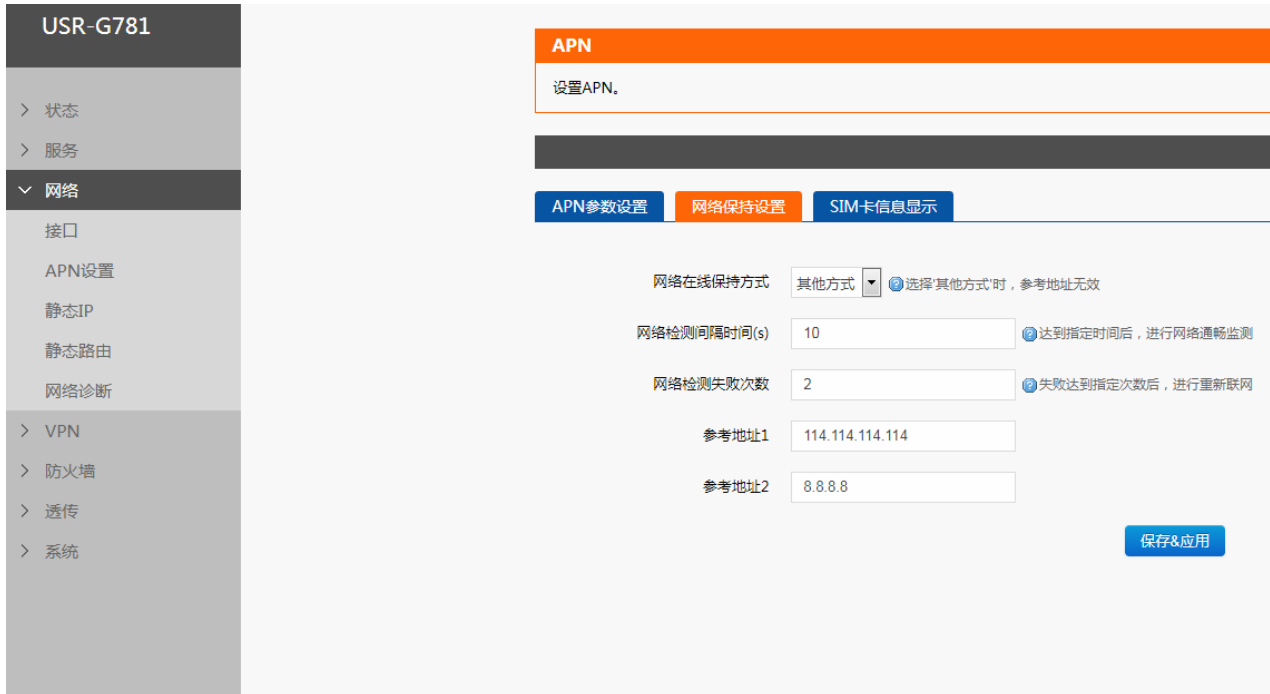 USR-G781
状态
服务
网络
接口
APN设置
静态IP
静态路由
网络诊断
VPN
防火墙
透传
系统
APN
设置APN。
APN参数设置 网络保持设置 SIM卡信息显示
网络在线保持方式 其他方式 选择'其他方式'时，参考地址无效
网络检测间隔时间(s) 10 达到指定时间后，进行网络通畅监测
网络检测失败次数 2 失败达到指定次数后，进行重新联网
参考地址1 114.114.114.114
参考地址2 8.8.8.8
保存&应用